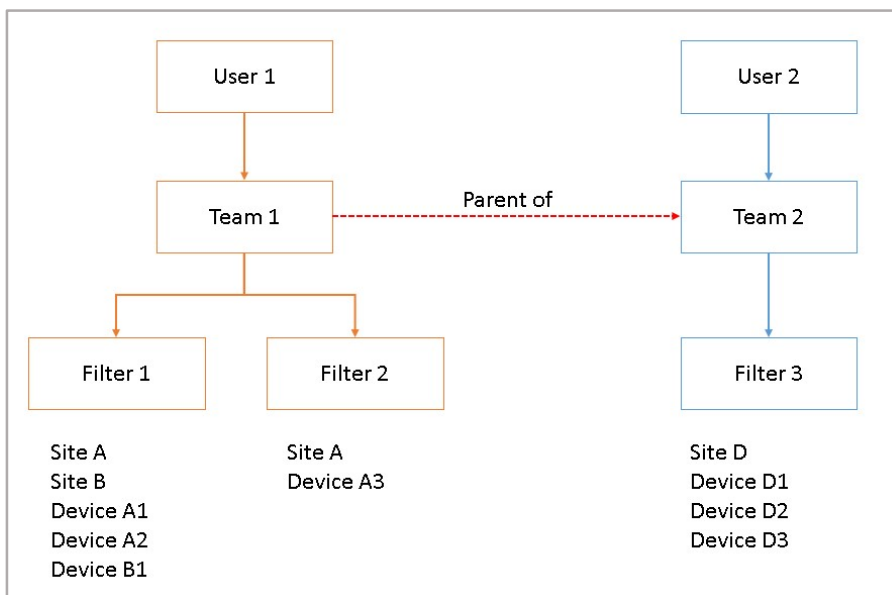 User 1
User 2
Team 1
Parent of
Team 2
Filter 1
Filter 2
Filter 3
Site A
Site B
Device A1
Device A2
Device B1
Site A
Device A3
Site D
Device D1
Device D2
Device D3